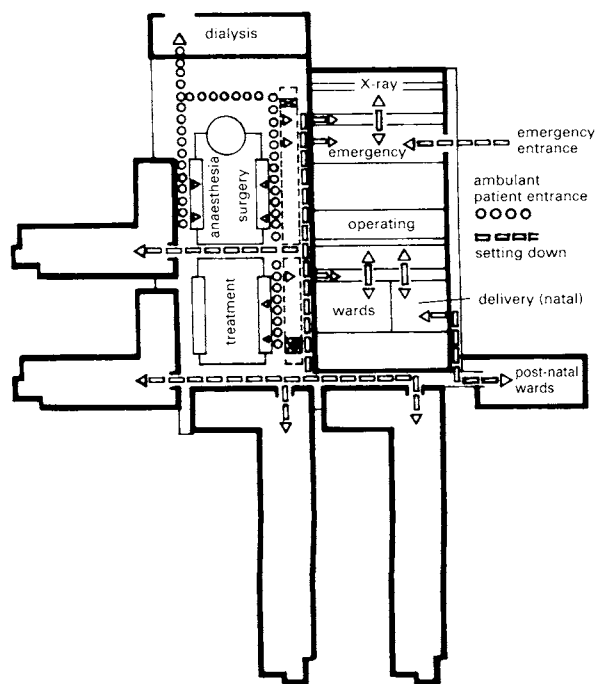 dialysis
X-ray
emergency
emergency
entrance
anaesthesia
surgery
ambulant
patient entrance
setting down
operating
treatment
wards
delivery (natal)
post-natal
wards